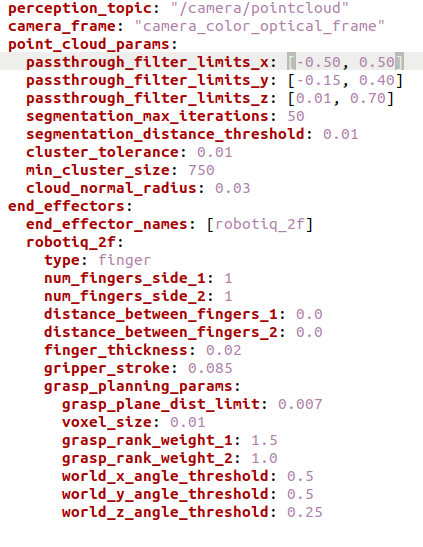 perception_topic: "/camera/pointcloud"
camera_frame: "camera_color_optical_frame"
point_cloud_params:
  passthrough_filter_limits_x: [-0.50, 0.50]
  passthrough_filter_limits_y: [-0.15, 0.40]
  passthrough_filter_limits_z: [0.01, 0.70]
  segmentation_max_iterations: 50
  segmentation_distance_threshold: 0.01
  cluster_tolerance: 0.01
  min_cluster_size: 750
  cloud_normal_radius: 0.03
end_effectors:
  end_effector_names: [robotiq_2f]
  robotiq_2f:
    type: finger
    num_fingers_side_1: 1
    num_fingers_side_2: 1
    distance_between_fingers_1: 0.0
    distance_between_fingers_2: 0.0
    finger_thickness: 0.02
    gripper_stroke: 0.085
    grasp_planning_params:
      grasp_plane_dist_limit: 0.007
      voxel_size: 0.01
      grasp_rank_weight_1: 1.5
      grasp_rank_weight_2: 1.0
      world_x_angle_threshold: 0.5
      world_y_angle_threshold: 0.5
      world_z_angle_threshold: 0.25